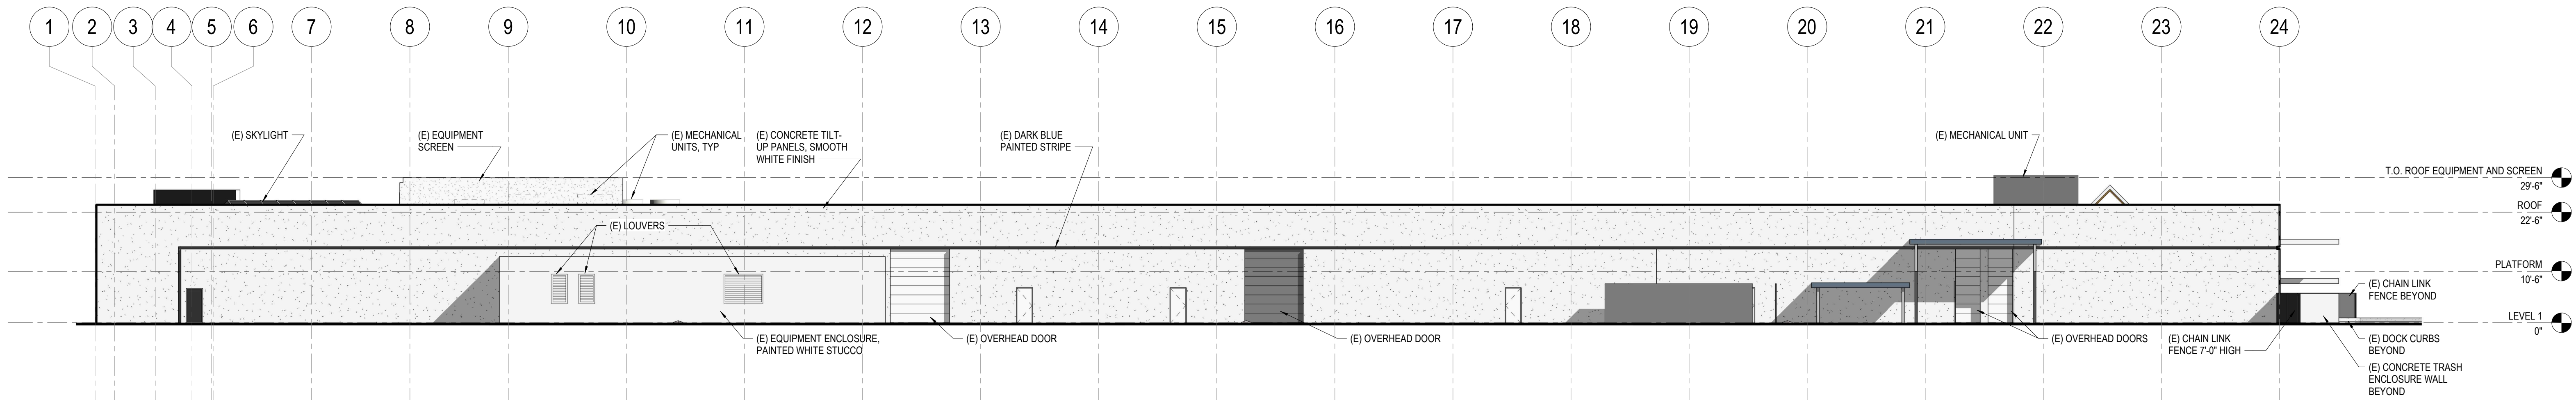 1 2 3 4 5 6 7 8 9 10 11 12 13 14 15 16 17 18 19 20 21 22 23 24
(E) SKYLIGHT
(E) EQUIPMENT
SCREEN
(E) MECHANICAL
UNITS, TYP
(E) CONCRETE TILT-
UP PANELS, SMOOTH
WHITE FINISH
(E) DARK BLUE
PAINTED STRIPE
(E) MECHANICAL UNIT
T.O. ROOF EQUIPMENT AND SCREEN
29'-6"
ROOF
22'-6"
(E) LOUVERS
PLATFORM
10'-6"
(E) CHAIN LINK
FENCE BEYOND
LEVEL 1
0"
(E) EQUIPMENT ENCLOSURE,
PAINTED WHITE STUCCO
(E) OVERHEAD DOOR
(E) OVERHEAD DOOR
(E) OVERHEAD DOORS
(E) CHAIN LINK
FENCE 7'-0" HIGH
(E) DOCK CURBS
BEYOND
(E) CONCRETE TRASH
ENCLOSURE WALL
BEYOND